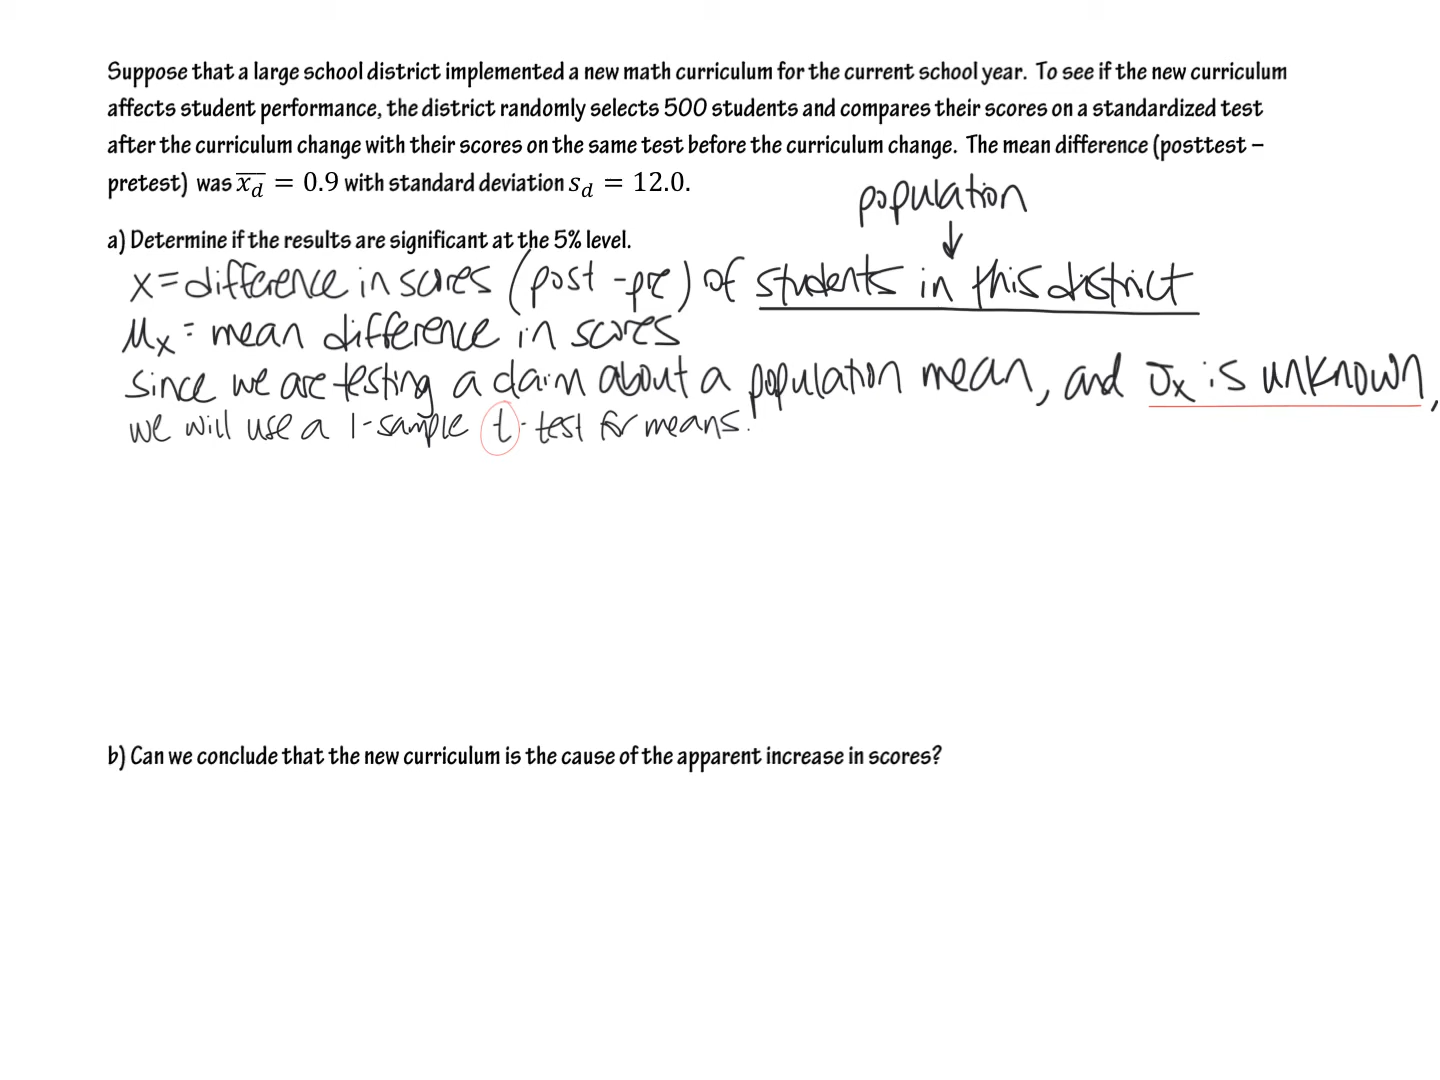 Suppose that a large school district implemented a new math curriculum for the current school year. To see if the new curriculum
affects student performance, the district randomly selects 500 students and compares their scores on a standardized test
after the curriculum change with their scores on the same test before the curriculum change. The mean difference (posttest –
pretest) was x̄_d = 0.9 with standard deviation s_d = 12.0.
population
↓
a) Determine if the results are significant at the 5% level.
X = difference in scores (post - pre) of students in this district
μ_x = mean difference in scores
since we are testing a claim about a population mean, and σ_x is unknown,
we will use a 1-sample t-test for means.
b) Can we conclude that the new curriculum is the cause of the apparent increase in scores?